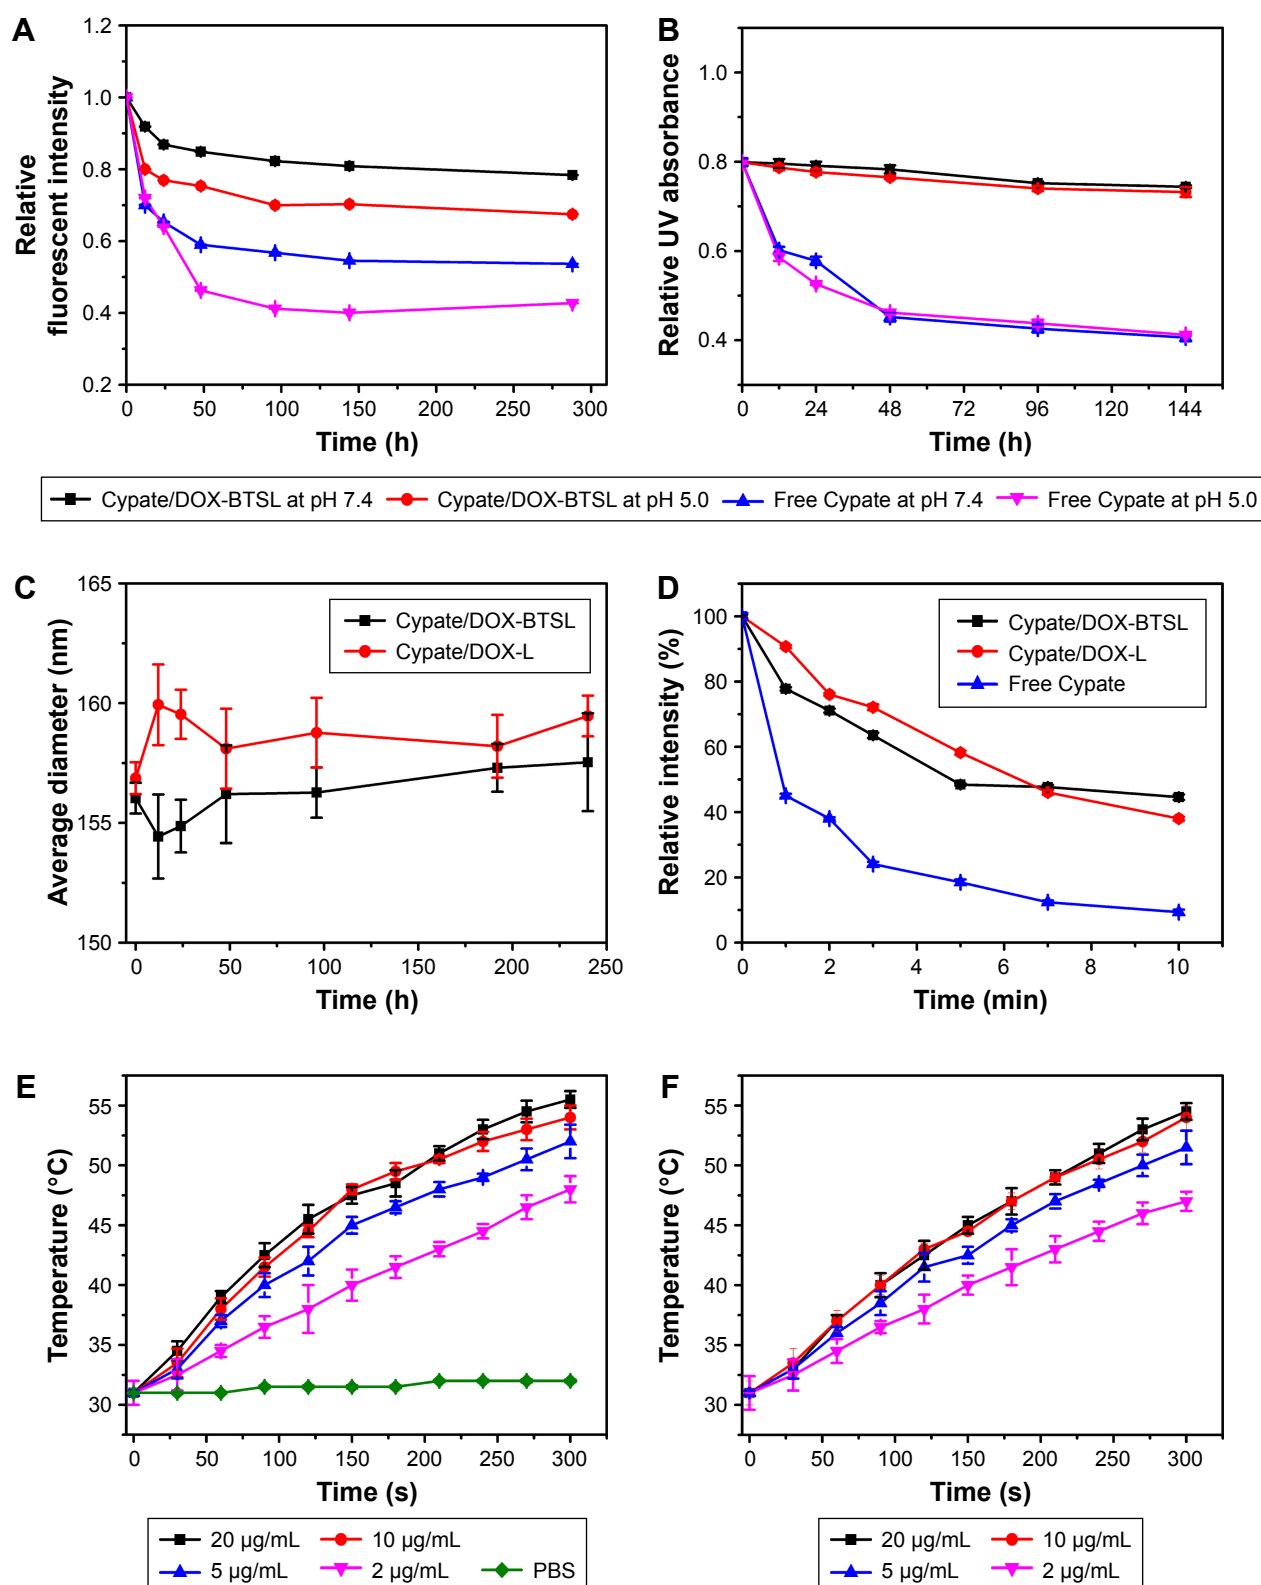 A
Relative
fluorescent intensity
1.2
1.0
0.8
0.6
0.4
0.2
0 50 100 150 200 250 300
Time (h)
B
Relative UV absorbance
1.0
0.8
0.6
0.4
0 24 48 72 96 120 144
Time (h)
Cypate/DOX-BTSL at pH 7.4 Cypate/DOX-BTSL at pH 5.0 Free Cypate at pH 7.4 Free Cypate at pH 5.0
C
Average diameter (nm)
165
160
155
150
0 50 100 150 200 250
Time (h)
Cypate/DOX-BTSL
Cypate/DOX-L
D
Relative intensity (%)
100
80
60
40
20
0
0 2 4 6 8 10
Time (min)
Cypate/DOX-BTSL
Cypate/DOX-L
Free Cypate
E
Temperature (°C)
55
50
45
40
35
30
0 50 100 150 200 250 300
Time (s)
20 µg/mL 10 µg/mL
5 µg/mL 2 µg/mL PBS
F
Temperature (°C)
55
50
45
40
35
30
0 50 100 150 200 250 300
Time (s)
20 µg/mL 10 µg/mL
5 µg/mL 2 µg/mL